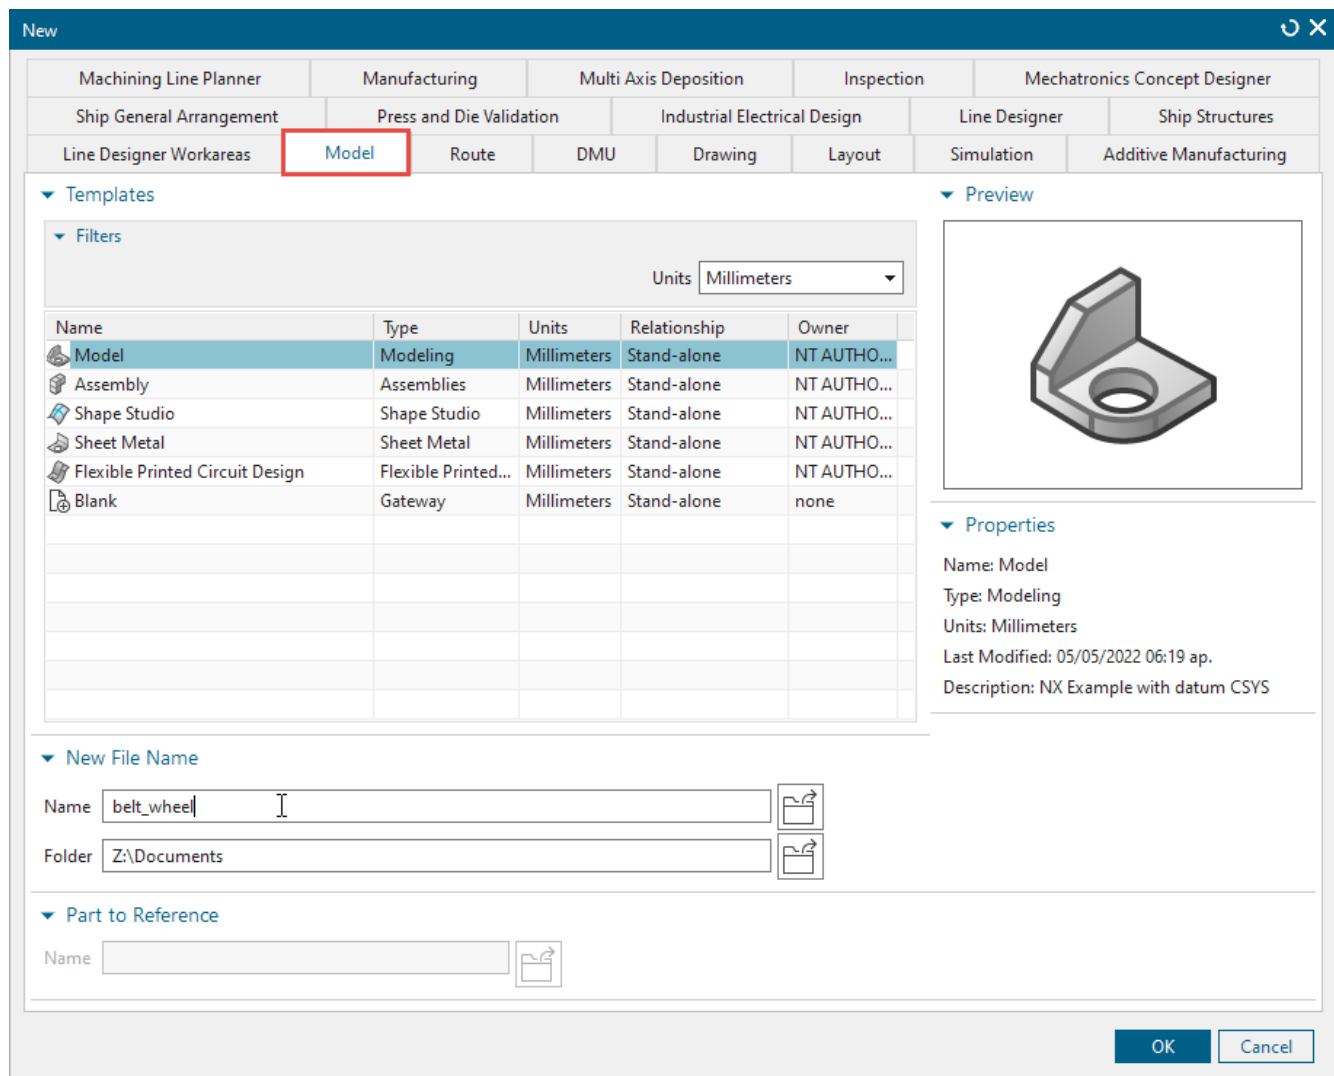 New
Machining Line Planner Manufacturing Multi Axis Deposition Inspection Mechatronics Concept Designer
Ship General Arrangement Press and Die Validation Industrial Electrical Design Line Designer Ship Structures
Line Designer Workareas Model Route DMU Drawing Layout Simulation Additive Manufacturing
Templates
Filters
Units Millimeters
Name Type Units Relationship Owner
Model Modeling Millimeters Stand-alone NT AUTHO...
Assembly Assemblies Millimeters Stand-alone NT AUTHO...
Shape Studio Shape Studio Millimeters Stand-alone NT AUTHO...
Sheet Metal Sheet Metal Millimeters Stand-alone NT AUTHO...
Flexible Printed Circuit Design Flexible Printed... Millimeters Stand-alone NT AUTHO...
Blank Gateway Millimeters Stand-alone none
Preview
Properties
Name: Model
Type: Modeling
Units: Millimeters
Last Modified: 05/05/2022 06:19 ap.
Description: NX Example with datum CSYS
New File Name
Name belt_wheel
Folder Z:\Documents
Part to Reference
Name
OK Cancel